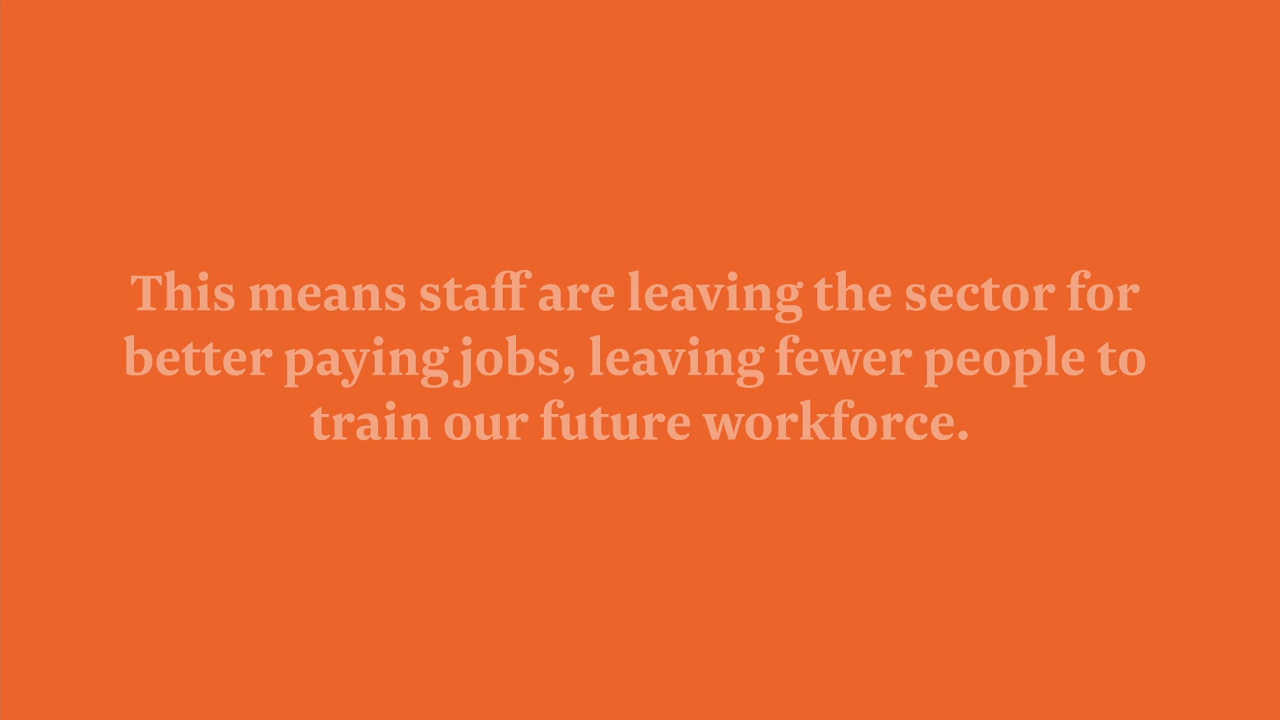 This means staff are leaving the sector for
better paying jobs, leaving fewer people to
train our future workforce.